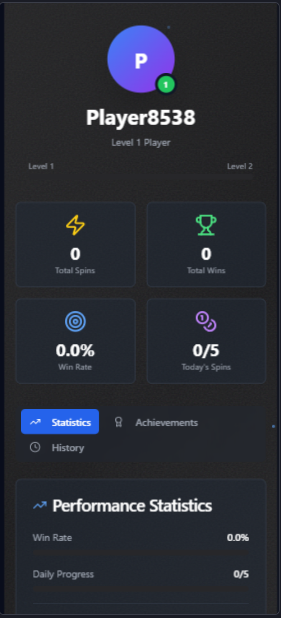 P
1
Player8538
Level 1 Player
Level 1 Level 2
0 0
Total Spins Total Wins
0.0% 0/5
Win Rate Today's Spins
Statistics Achievements
History
Performance Statistics
Win Rate 0.0%
Daily Progress 0/5